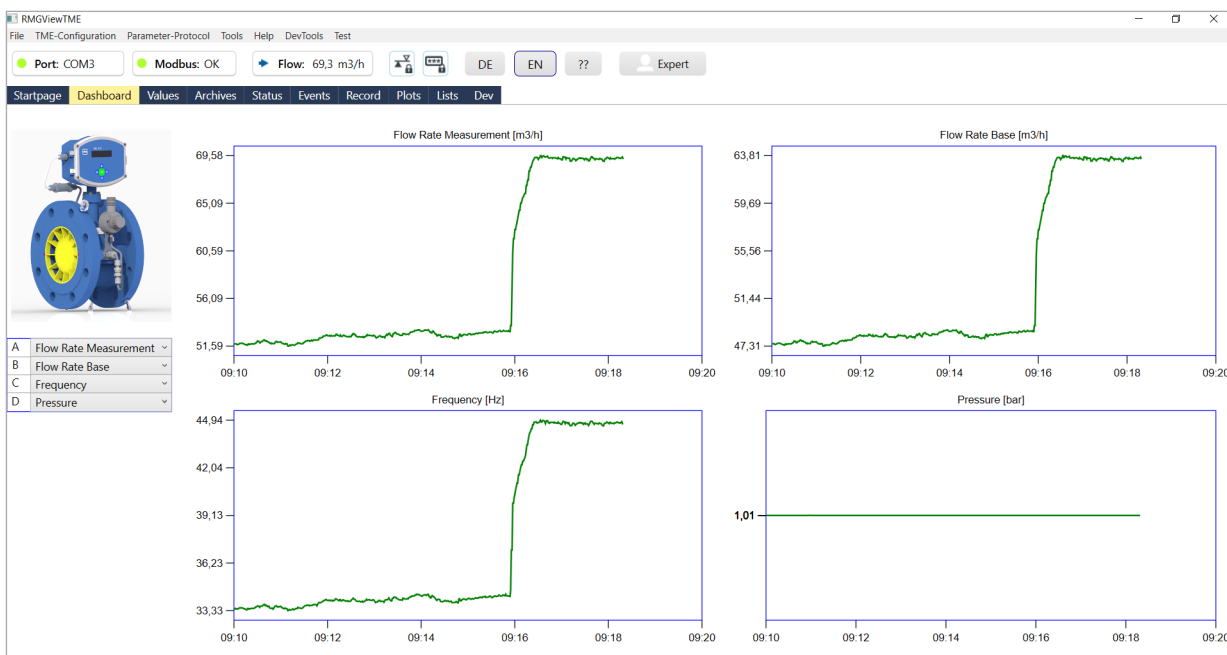 RMGViewTME
File TME-Configuration Parameter-Protocol Tools Help DevTools Test
Port: COM3 Modbus: OK Flow: 69,3 m3/h DE EN ?? Expert
Startpage Dashboard Values Archives Status Events Record Plots Lists Dev
Flow Rate Measurement [m3/h]
69,58
65,09
60,59
56,09
51,59
09:10 09:12 09:14 09:16 09:18 09:20
Flow Rate Base [m3/h]
63,81
59,69
55,56
51,44
47,31
09:10 09:12 09:14 09:16 09:18 09:20
A Flow Rate Measurement
B Flow Rate Base
C Frequency
D Pressure
Frequency [Hz]
44,94
42,04
39,13
36,23
33,33
09:10 09:12 09:14 09:16 09:18 09:20
Pressure [bar]
1,01
09:10 09:12 09:14 09:16 09:18 09:20